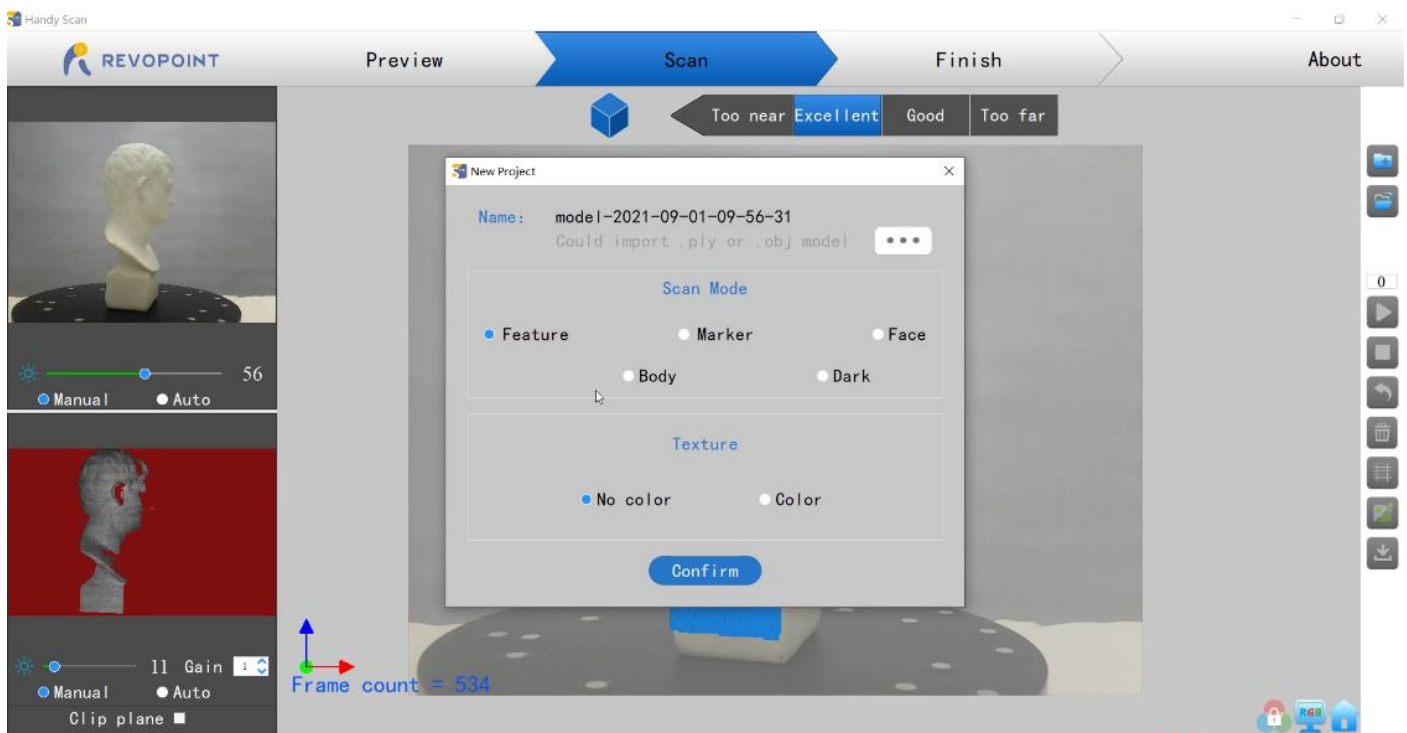 Handy Scan
REVOPOINT Preview Scan Finish About
Too near Excellent Good Too far
New Project
Name: model-2021-09-01-09-56-31
Could import .ply or .obj model
Scan Mode
0
Feature Marker Face
Body Dark
56
Manual Auto
Texture
No color Color
Confirm
11 Gain 1
Manual Auto
Frame count = 534
Clip plane
RGB